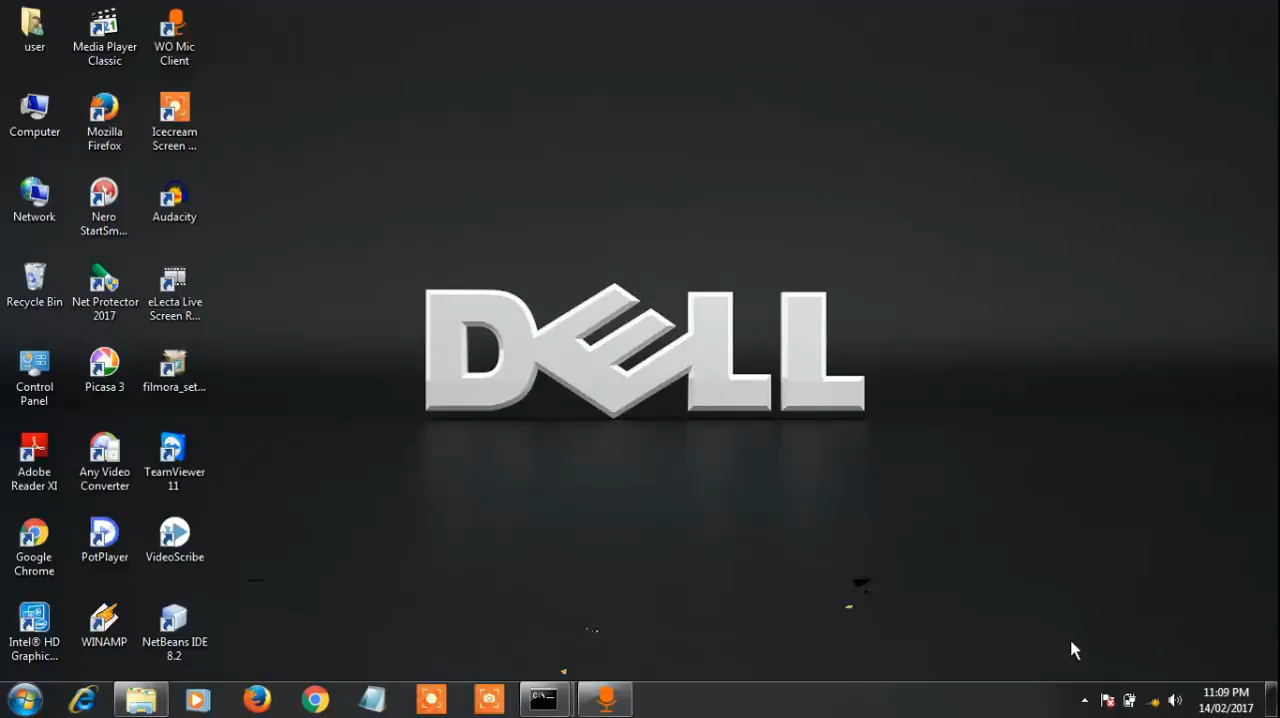 user
Media Player
Classic
WO Mic
Client
Computer
Mozilla
Firefox
Icecream
Screen ...
Network
Nero
StartSm...
Audacity
Recycle Bin
Net Protector
2017
eLecta Live
Screen R...
Control
Panel
Picasa 3
filmora_set...
Adobe
Reader XI
Any Video
Converter
TeamViewer
11
Google
Chrome
PotPlayer
VideoScribe
Intel® HD
Graphic...
WINAMP
NetBeans IDE
8.2
DELL
11:09 PM
14/02/2017